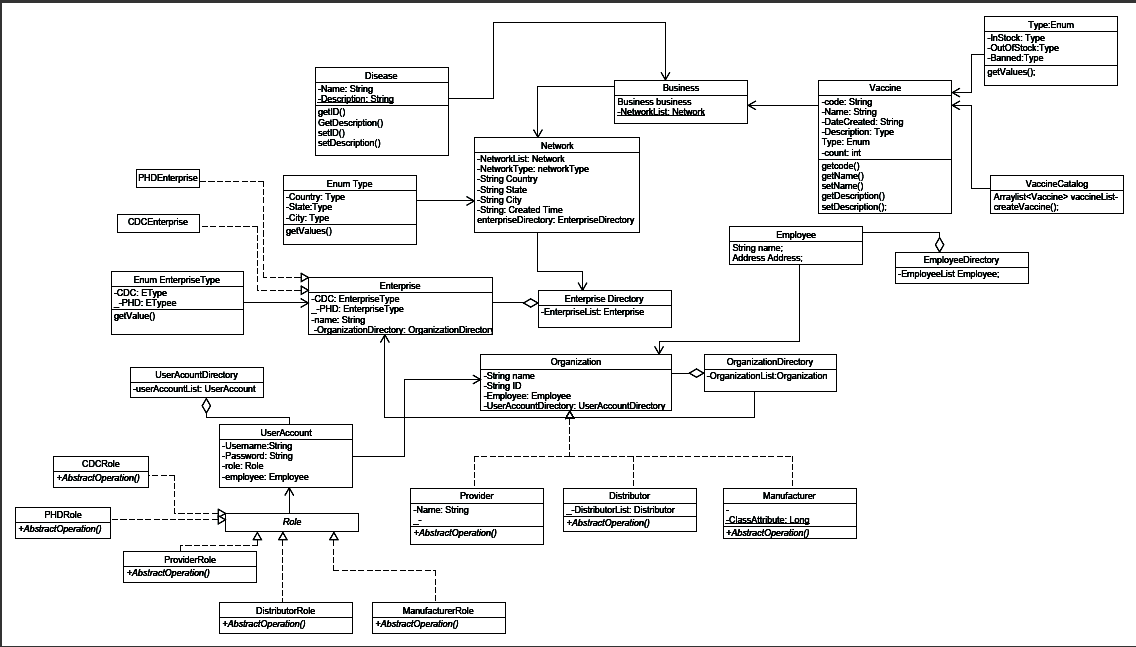 Type:Enum
-InStock: Type
-OutOfStock:Type
-Banned:Type
getValues();
Disease
-Name: String
-Description: String
getID()
GetDescription()
setID()
setDescription()
Business
Business business
-NetworkList: Network
Vaccine
-code: String
-Name: String
-DateCreated: String
-Description: Type
Type: Enum
-count: int
getcode()
getName()
setName()
getDescription()
setDescription();
Network
-NetworkList: Network
-NetworkType: networkType
-String Country
-String State
-String City
-String: Created Time
enterpriseDirectory: EnterpriseDirectory
PHDEnterprise
Enum Type
-Country: Type
-State:Type
-City: Type
getValues()
VaccineCatalog
Arraylist<Vaccine> vaccineList-
createVaccine();
CDCEnterprise
Employee
String name;
Address Address;
EmployeeDirectory
-EmployeeList Employee;
Enum EnterpriseType
-CDC: EType
_-PHD: ETypee
getValue()
Enterprise
-CDC: EnterpriseType
_-PHD: EnterpriseType
-name: String
-OrganizationDirectory: OrganizationDirecton
Enterprise Directory
-EnterpriseList: Enterprise
UserAcountDirectory
-userAccountList: UserAccount
Organization
-String name
-String ID
-Employee: Employee
-UserAccountDirectory: UserAccountDirectory
OrganizationDirectory
-OrganizationList:Organization
UserAccount
-Username:String
-Password: String
-role: Role
-employee: Employee
CDCRole
+AbstractOperation()
PHDRole
+AbstractOperation()
Role
Provider
-Name: String
_-
+AbstractOperation()
Distributor
_-DistributorList: Distributor
+AbstractOperation()
Manufacturer
-
-ClassAttribute: Long
+AbstractOperation()
ProviderRole
+AbstractOperation()
DistributorRole
+AbstractOperation()
ManufacturerRole
+AbstractOperation()